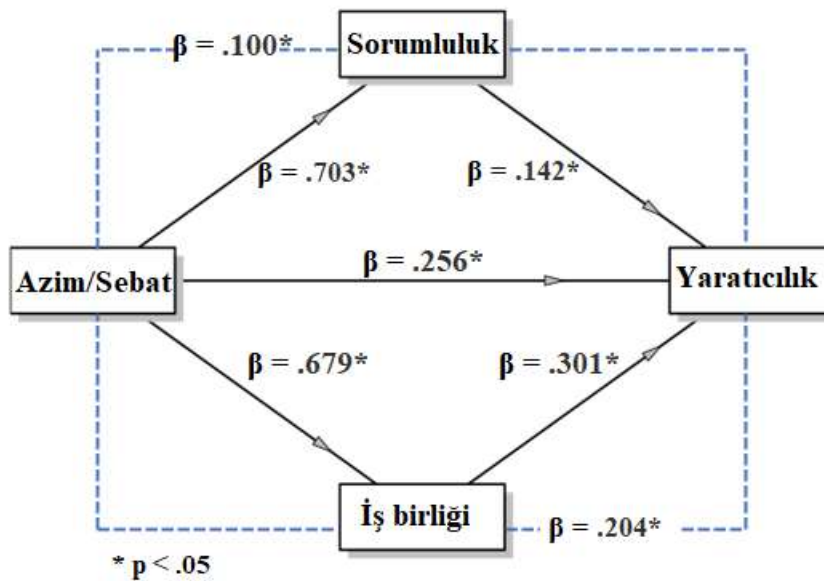 Sorumluluk
β = .100*
β = .703*
β = .142*
Azim/Sebat
β = .256*
Yaratıcılık
β = .679*
β = .301*
İş birliği
β = .204*
* p < .05